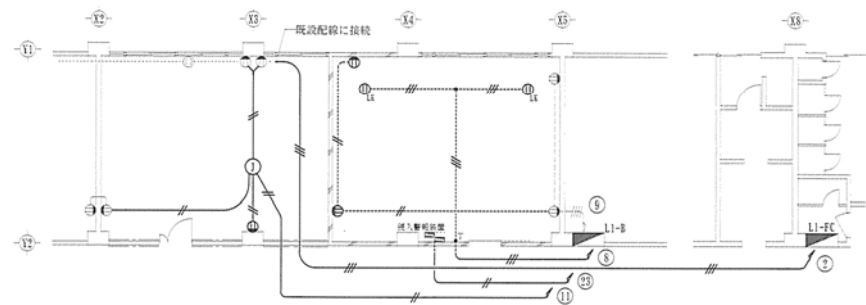 X2 X3 X4 X5 X8
既設配線に接続
Y1
LK LK
J
⑨
侵入警報装置
L1-B L1-FC
Y2
⑧
②
㉓
⑪